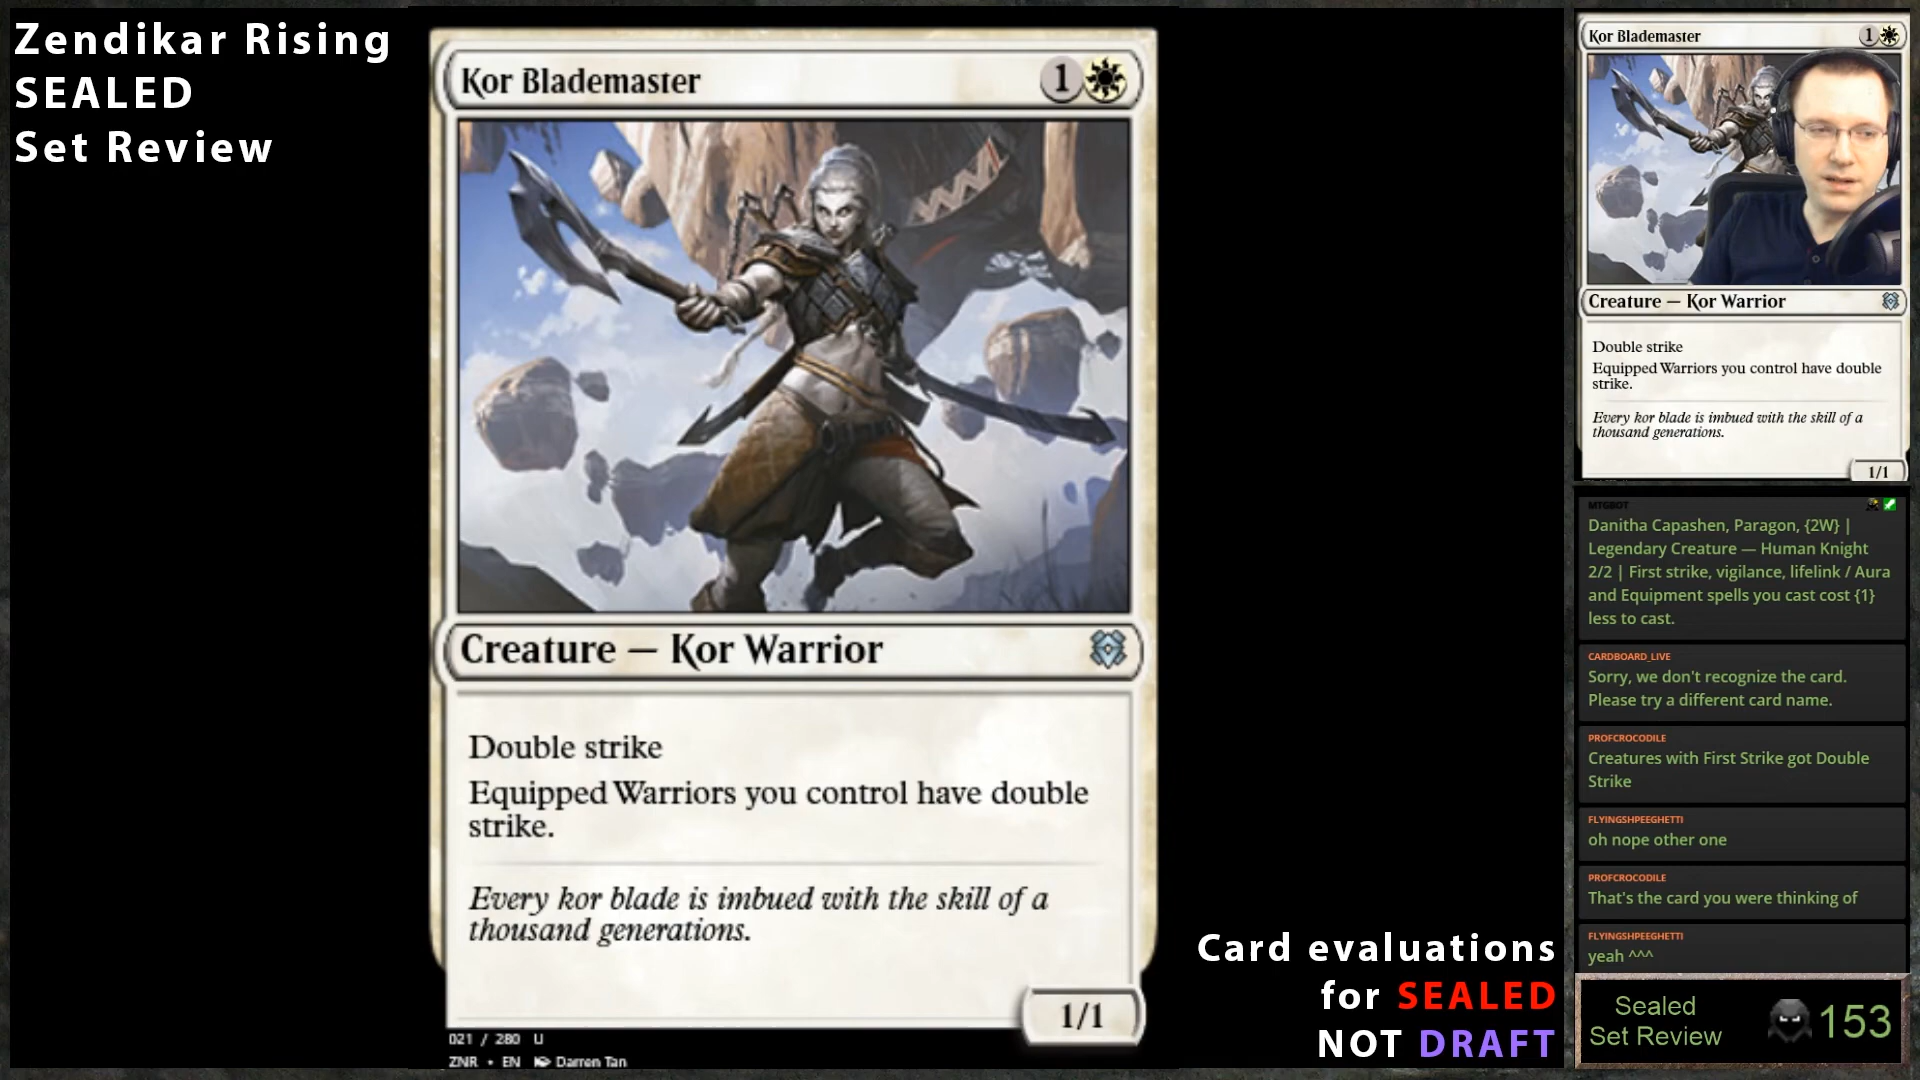 Zendikar Rising
SEALED
Set Review
Kor Blademaster
1
Creature — Kor Warrior
Double strike
Equipped Warriors you control have double
strike.
Every kor blade is imbued with the skill of a
thousand generations.
1/1
021 / 280 U
ZNR • EN Darren Tan
Card evaluations
for SEALED
NOT DRAFT
Kor Blademaster
1
Creature — Kor Warrior
Double strike
Equipped Warriors you control have double
strike.
Every kor blade is imbued with the skill of a
thousand generations.
1/1
MTGBOT
Danitha Capashen, Paragon, {2W} |
Legendary Creature — Human Knight
2/2 | First strike, vigilance, lifelink / Aura
and Equipment spells you cast cost {1}
less to cast.
CARDBOARD_LIVE
Sorry, we don't recognize the card.
Please try a different card name.
PROFCROCODILE
Creatures with First Strike got Double
Strike
FLYINGSHPEEGHETTI
oh nope other one
PROFCROCODILE
That's the card you were thinking of
FLYINGSHPEEGHETTI
yeah ^^^
Sealed
Set Review
153